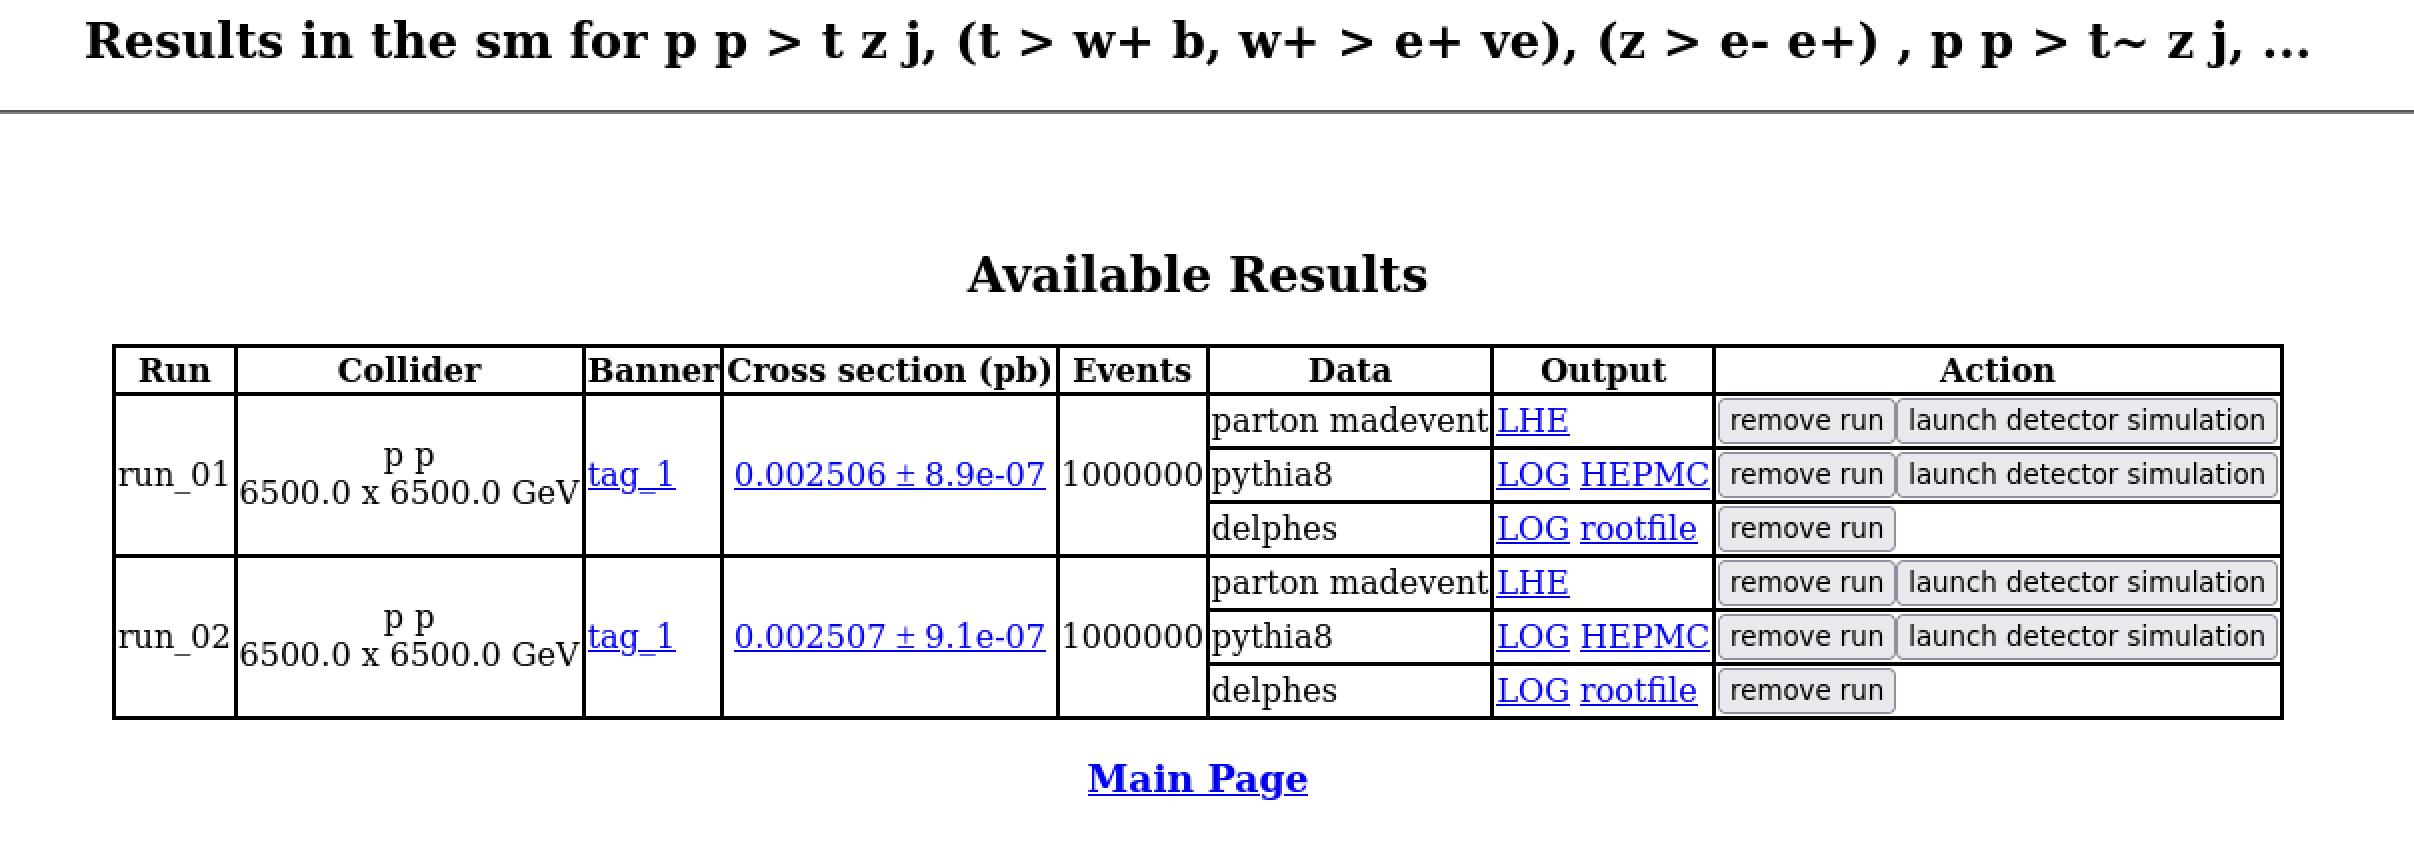 Results in the sm for p p > t z j, (t > w+ b, w+ > e+ ve), (z > e- e+) , p p > t~ z j, ...
Available Results
Run Collider Banner Cross section (pb) Events Data Output Action
run_01 p p 6500.0 x 6500.0 GeV tag_1 0.002506 ± 8.9e-07 1000000 parton madevent LHE remove run launch detector simulation
pythia8 LOG HEPMC remove run launch detector simulation
delphes LOG rootfile remove run
run_02 p p 6500.0 x 6500.0 GeV tag_1 0.002507 ± 9.1e-07 1000000 parton madevent LHE remove run launch detector simulation
pythia8 LOG HEPMC remove run launch detector simulation
delphes LOG rootfile remove run
Main Page